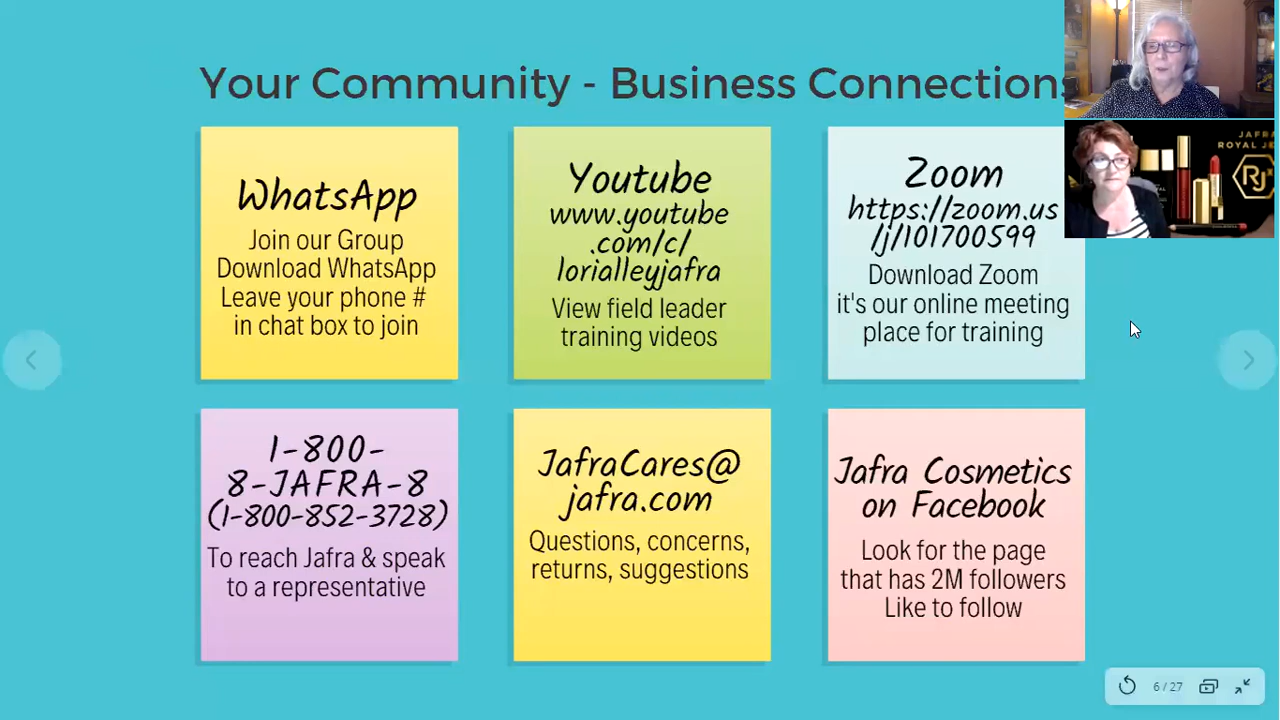 Your Community - Business Connections
WhatsApp
Join our Group
Download WhatsApp
Leave your phone #
in chat box to join
Youtube
www.youtube
.com/c/
lorialleyjafra
View field leader
training videos
Zoom
https://zoom.us
/j/101700599
Download Zoom
it's our online meeting
place for training
1-800-
8-JAFRA-8
(1-800-852-3728)
To reach Jafra & speak
to a representative
JafraCares@
jafra.com
Questions, concerns,
returns, suggestions
Jafra Cosmetics
on Facebook
Look for the page
that has 2M followers
Like to follow
JAFRA
ROYAL JE
RJ
6 / 27